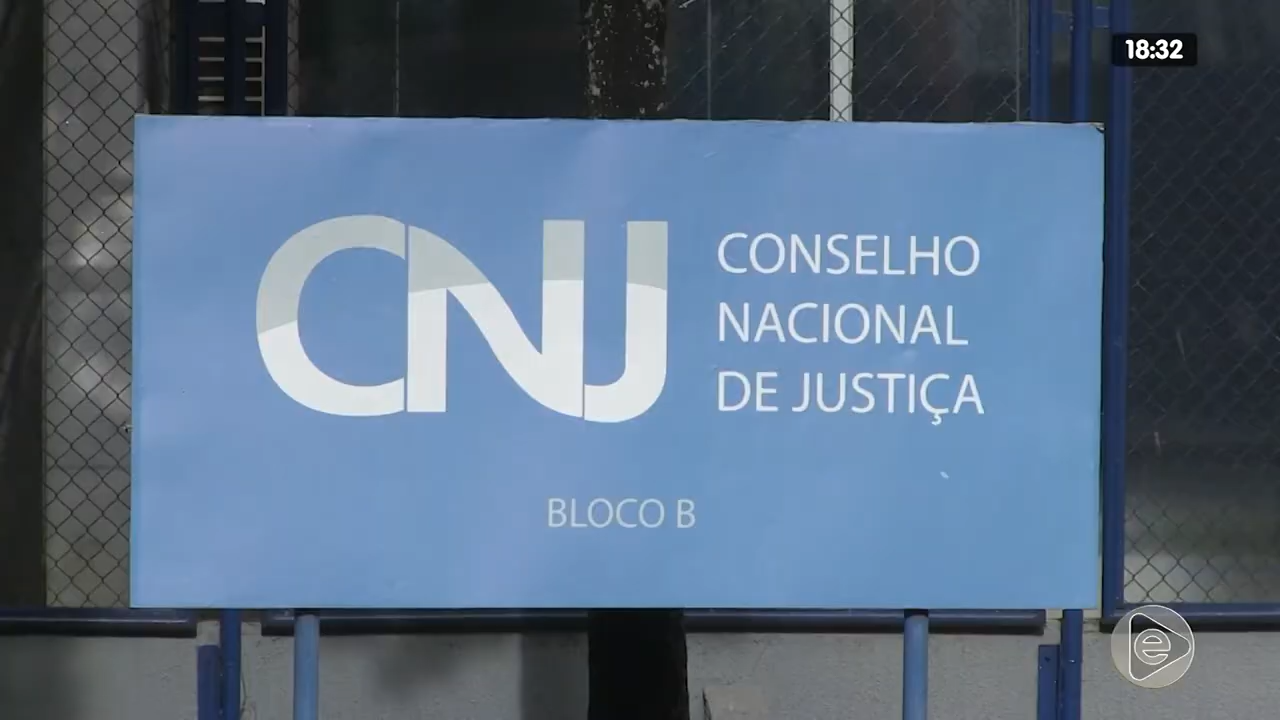 18:32
CNJ
CONSELHO
NACIONAL
DE JUSTIÇA
BLOCO B
e